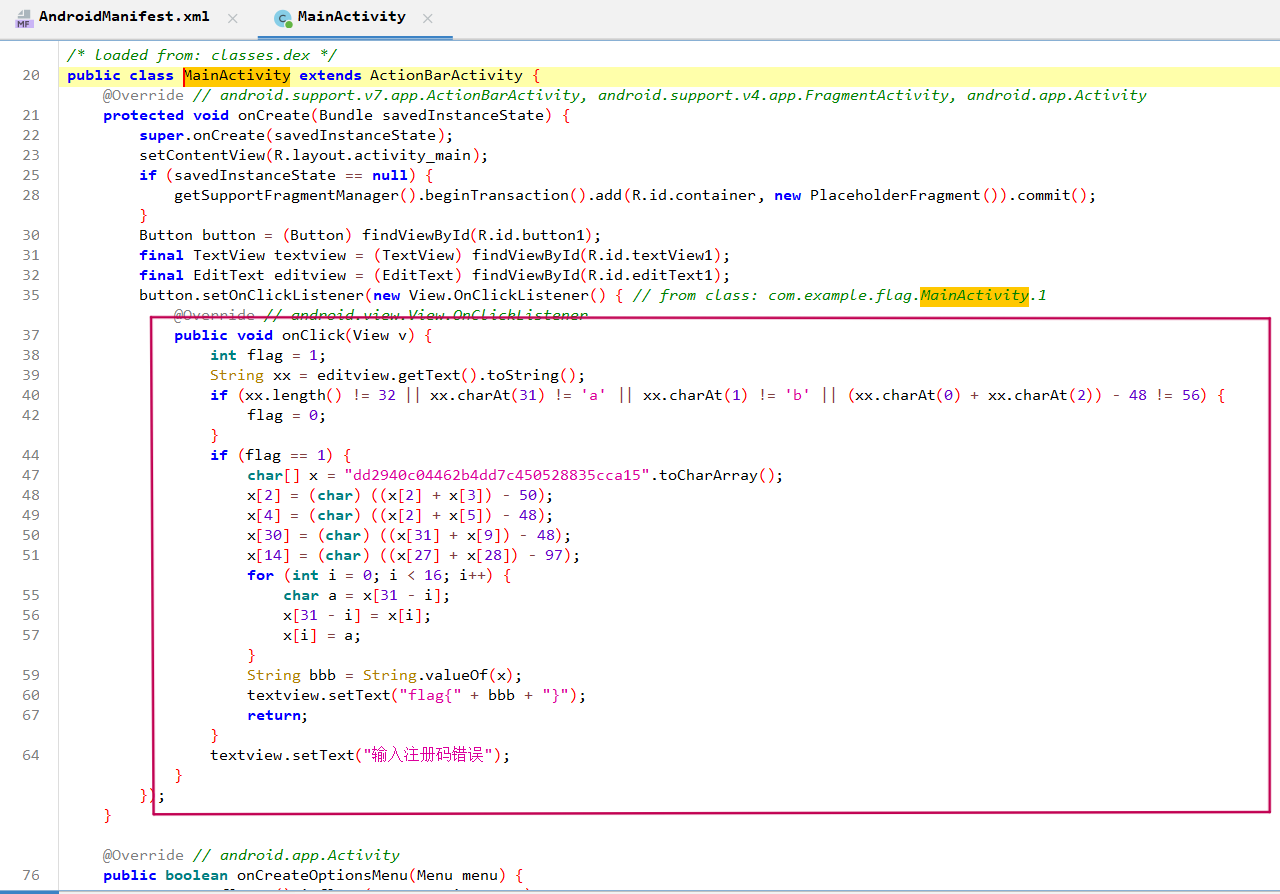 AndroidManifest.xml × MainActivity ×
/* loaded from: classes.dex */
20 public class MainActivity extends ActionBarActivity {
@Override // android.support.v7.app.ActionBarActivity, android.support.v4.app.FragmentActivity, android.app.Activity
21 protected void onCreate(Bundle savedInstanceState) {
22 super.onCreate(savedInstanceState);
23 setContentView(R.layout.activity_main);
25 if (savedInstanceState == null) {
28 getSupportFragmentManager().beginTransaction().add(R.id.container, new PlaceholderFragment()).commit();
}
30 Button button = (Button) findViewById(R.id.button1);
31 final TextView textview = (TextView) findViewById(R.id.textView1);
32 final EditText editview = (EditText) findViewById(R.id.editText1);
35 button.setOnClickListener(new View.OnClickListener() { // from class: com.example.flag.MainActivity.1
@Override // android.view.View.OnClickListener
37 public void onClick(View v) {
38 int flag = 1;
39 String xx = editview.getText().toString();
40 if (xx.length() != 32 || xx.charAt(31) != 'a' || xx.charAt(1) != 'b' || (xx.charAt(0) + xx.charAt(2)) - 48 != 56) {
42 flag = 0;
}
44 if (flag == 1) {
47 char[] x = "dd2940c04462b4dd7c450528835cca15".toCharArray();
48 x[2] = (char) ((x[2] + x[3]) - 50);
49 x[4] = (char) ((x[2] + x[5]) - 48);
50 x[30] = (char) ((x[31] + x[9]) - 48);
51 x[14] = (char) ((x[27] + x[28]) - 97);
for (int i = 0; i < 16; i++) {
55 char a = x[31 - i];
56 x[31 - i] = x[i];
57 x[i] = a;
}
59 String bbb = String.valueOf(x);
60 textview.setText("flag{" + bbb + "}");
67 return;
}
64 textview.setText("输入注册码错误");
}
});
}
@Override // android.app.Activity
76 public boolean onCreateOptionsMenu(Menu menu) {